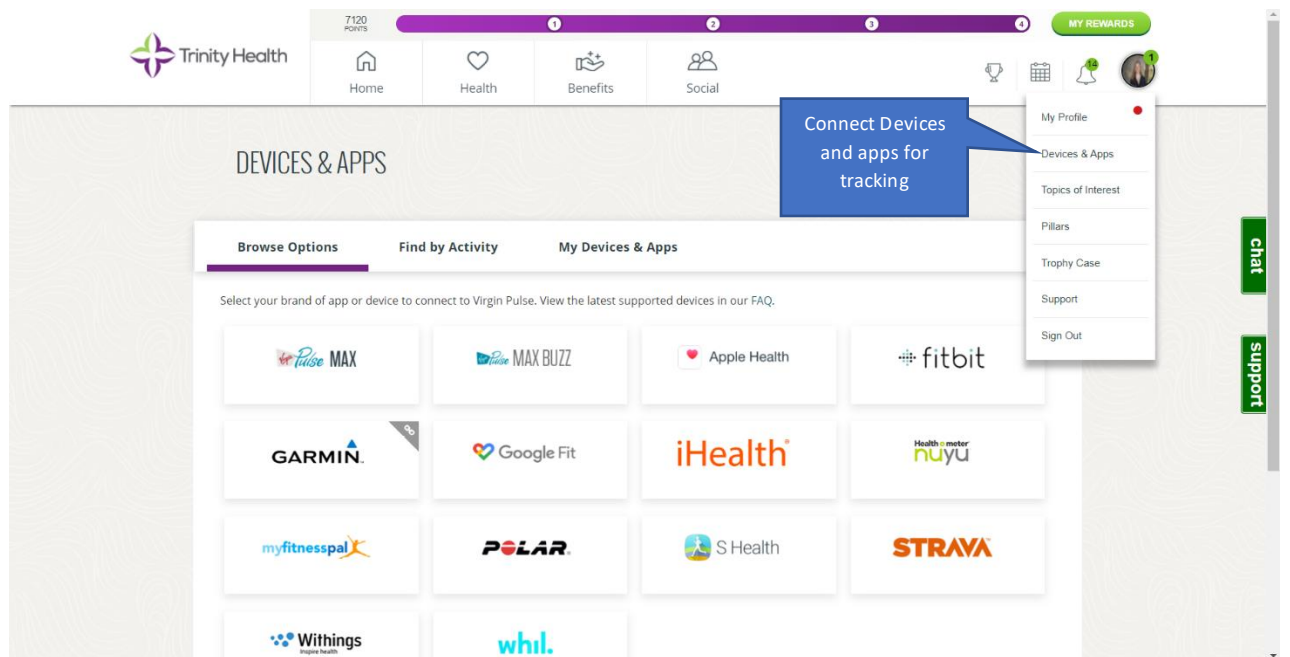 7120
POINTS
1
2
3
4
MY REWARDS
Trinity Health
Home
Health
Benefits
Social
14
1
Connect Devices
and apps for
tracking
My Profile
Devices & Apps
Topics of Interest
Pillars
Trophy Case
Support
Sign Out
DEVICES & APPS
Browse Options
Find by Activity
My Devices & Apps
Select your brand of app or device to connect to Virgin Pulse. View the latest supported devices in our FAQ.
Pulse MAX
Pulse MAX BUZZ
Apple Health
fitbit
GARMIN.
Google Fit
iHealth
Health o meter
nuyu
myfitnesspal
POLAR.
S Health
STRAVA
Withings
Inspire health
whil.
chat
support